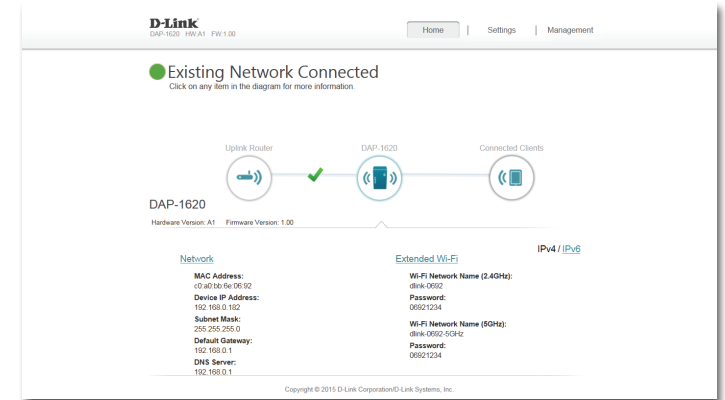 D-Link
DAP-1620 HW:A1 FW:1.00
Home | Settings | Management
Existing Network Connected
Click on any item in the diagram for more information.
Uplink Router
DAP-1620
Connected Clients
DAP-1620
Hardware Version: A1 Firmware Version: 1.00
IPv4 / IPv6
Network
MAC Address:
c0:a0:bb:6e:06:92
Device IP Address:
192.168.0.182
Subnet Mask:
255.255.255.0
Default Gateway:
192.168.0.1
DNS Server:
192.168.0.1
Extended Wi-Fi
Wi-Fi Network Name (2.4GHz):
dlink-0692
Password:
06921234
Wi-Fi Network Name (5GHz):
dlink-0692-5GHz
Password:
06921234
Copyright © 2015 D-Link Corporation/D-Link Systems, Inc.